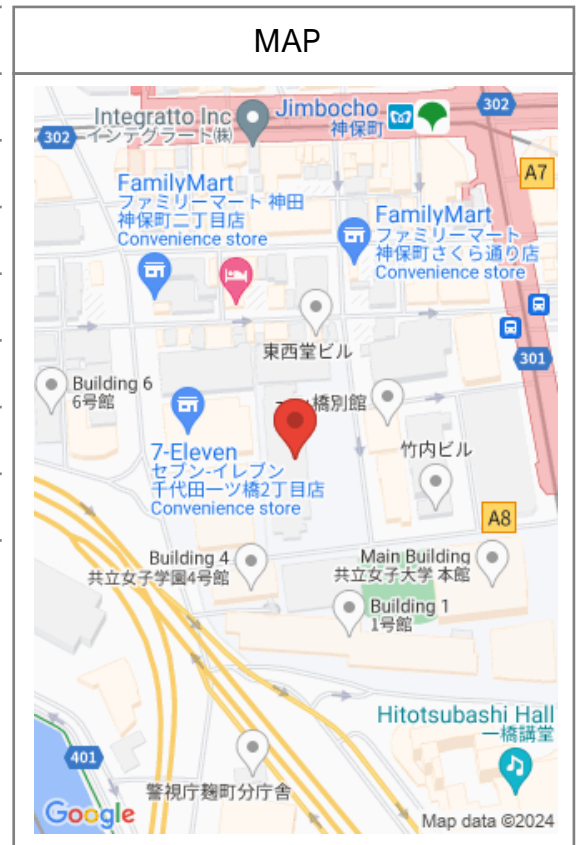 MAP
Integratto Inc
インテグラート㈱
Jimbocho
神保町
302
302
A7
FamilyMart
ファミリーマート 神田
神保町二丁目店
Convenience store
FamilyMart
ファミリーマート
神保町さくら通り店
Convenience store
東西堂ビル
301
Building 6
6号館
橋別館
7-Eleven
セブン-イレブン
千代田一ツ橋2丁目店
Convenience store
竹内ビル
A8
Building 4
共立女子学園4号館
Main Building
共立女子大学 本館
Building 1
1号館
Hitotsubashi Hall
一橋講堂
401
警視庁麹町分庁舎
Google
Map data ©2024